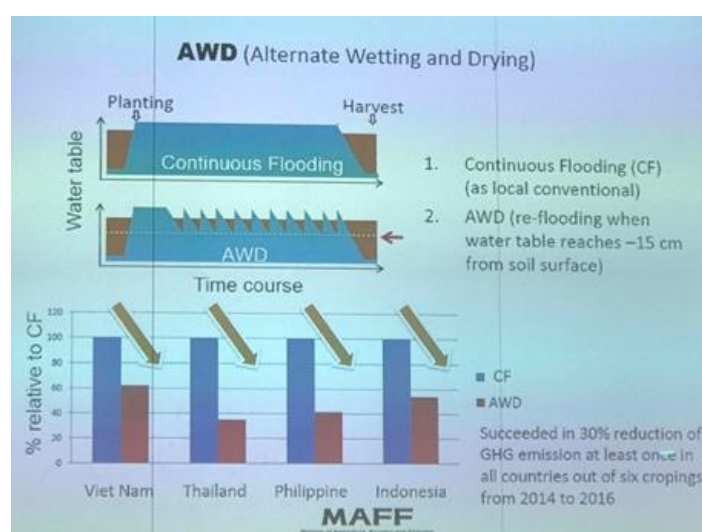 AWD (Alternate Wetting and Drying)
Planting
Harvest
Water table
Continuous Flooding
AWD
Time course
1. Continuous Flooding (CF)
(as local conventional)
2. AWD (re-flooding when
water table reaches –15 cm
from soil surface)
% relative to CF
120
100
80
60
40
20
0
Viet Nam Thailand Philippine Indonesia
CF
AWD
Succeeded in 30% reduction of
GHG emission at least once in
all countries out of six cropings
from 2014 to 2016
MAFF